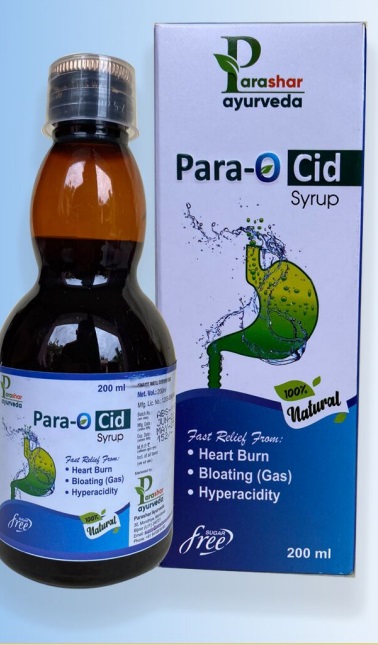 Parashar
ayurveda
Para-O Cid
Syrup
100%
Natural
Fast Relief From:
• Heart Burn
• Bloating (Gas)
• Hyperacidity
SUGAR
free
200 ml
Parashar
ayurveda
200 ml
Para-O Cid
Syrup
Fast Relief From:
• Heart Burn
• Bloating (Gas)
• Hyperacidity
100%
Natural
SUGAR
free
Parashar
ayurveda